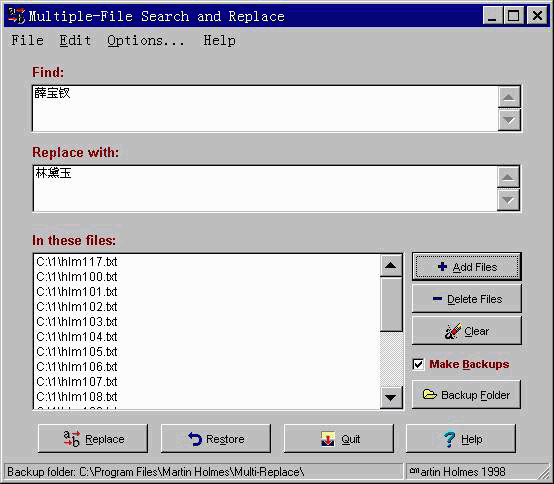 Multiple-File Search and Replace
File Edit Options... Help
Find:
薛宝钗
Replace with:
林黛玉
In these files:
C:\1\hlm117.txt
C:\1\hlm100.txt
C:\1\hlm101.txt
C:\1\hlm102.txt
C:\1\hlm103.txt
C:\1\hlm104.txt
C:\1\hlm105.txt
C:\1\hlm106.txt
C:\1\hlm107.txt
C:\1\hlm108.txt
Add Files
Delete Files
Clear
Make Backups
Backup Folder
Replace
Restore
Quit
Help
Backup folder: C:\Program Files\Martin Holmes\Multi-Replace\
artin Holmes 1998